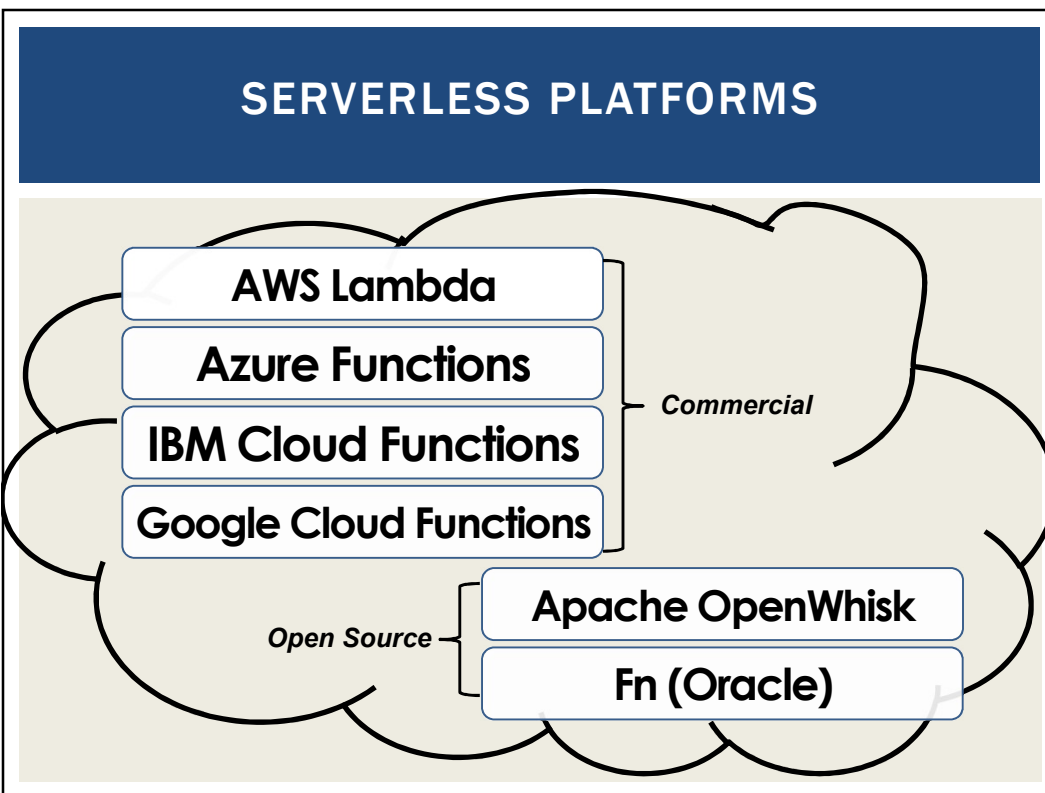 SERVERLESS PLATFORMS
AWS Lambda
Azure Functions
Commercial
IBM Cloud Functions
Google Cloud Functions
Apache OpenWhisk
Open Source
Fn (Oracle)